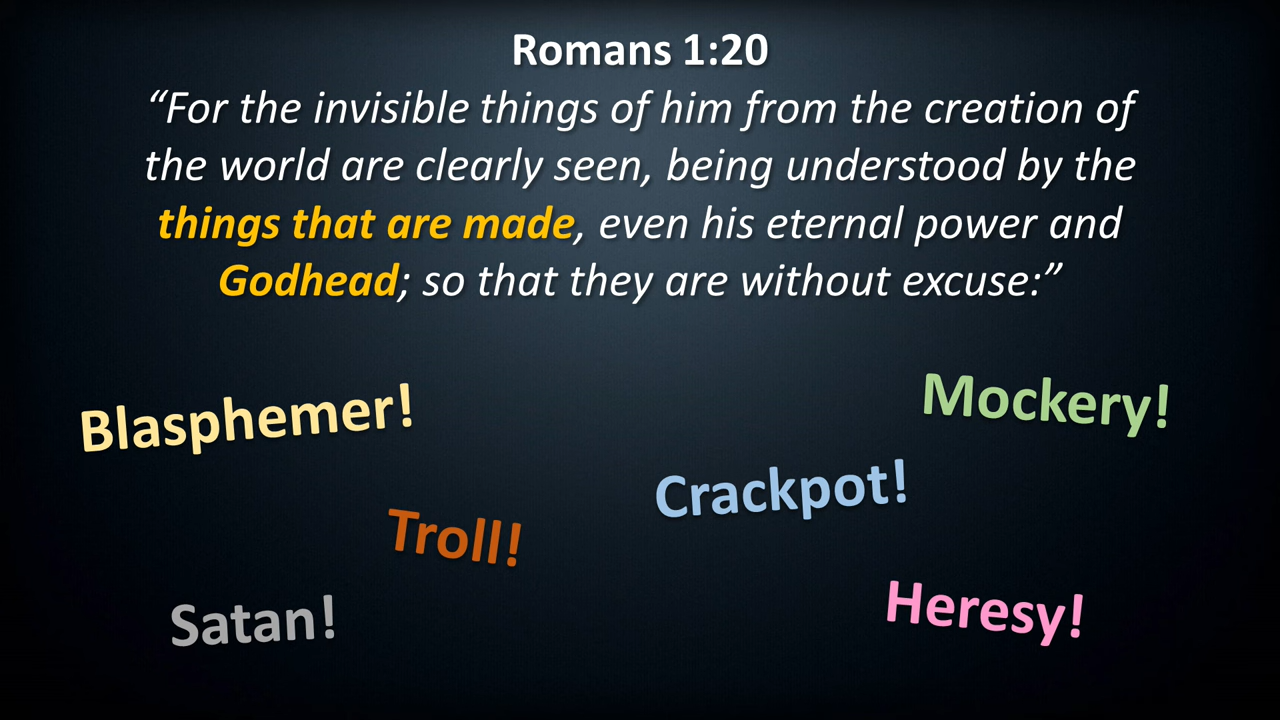 Romans 1:20
“For the invisible things of him from the creation of
the world are clearly seen, being understood by the
things that are made, even his eternal power and
Godhead; so that they are without excuse:”
Blasphemer!
Mockery!
Crackpot!
Troll!
Satan!
Heresy!